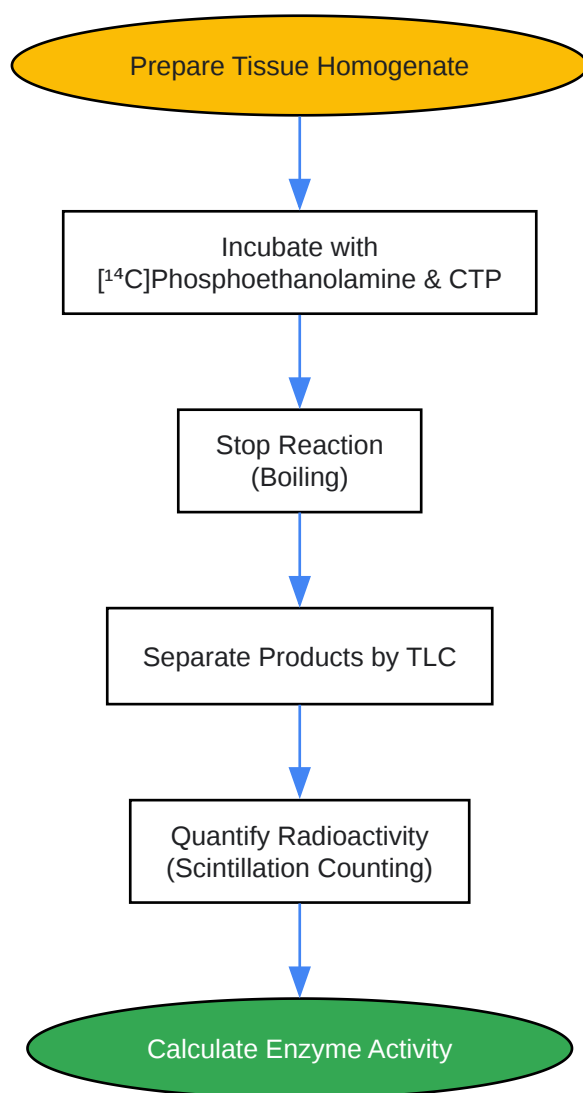 Prepare Tissue Homogenate
Incubate with
[¹⁴C]Phosphoethanolamine & CTP
Stop Reaction
(Boiling)
Separate Products by TLC
Quantify Radioactivity
(Scintillation Counting)
Calculate Enzyme Activity